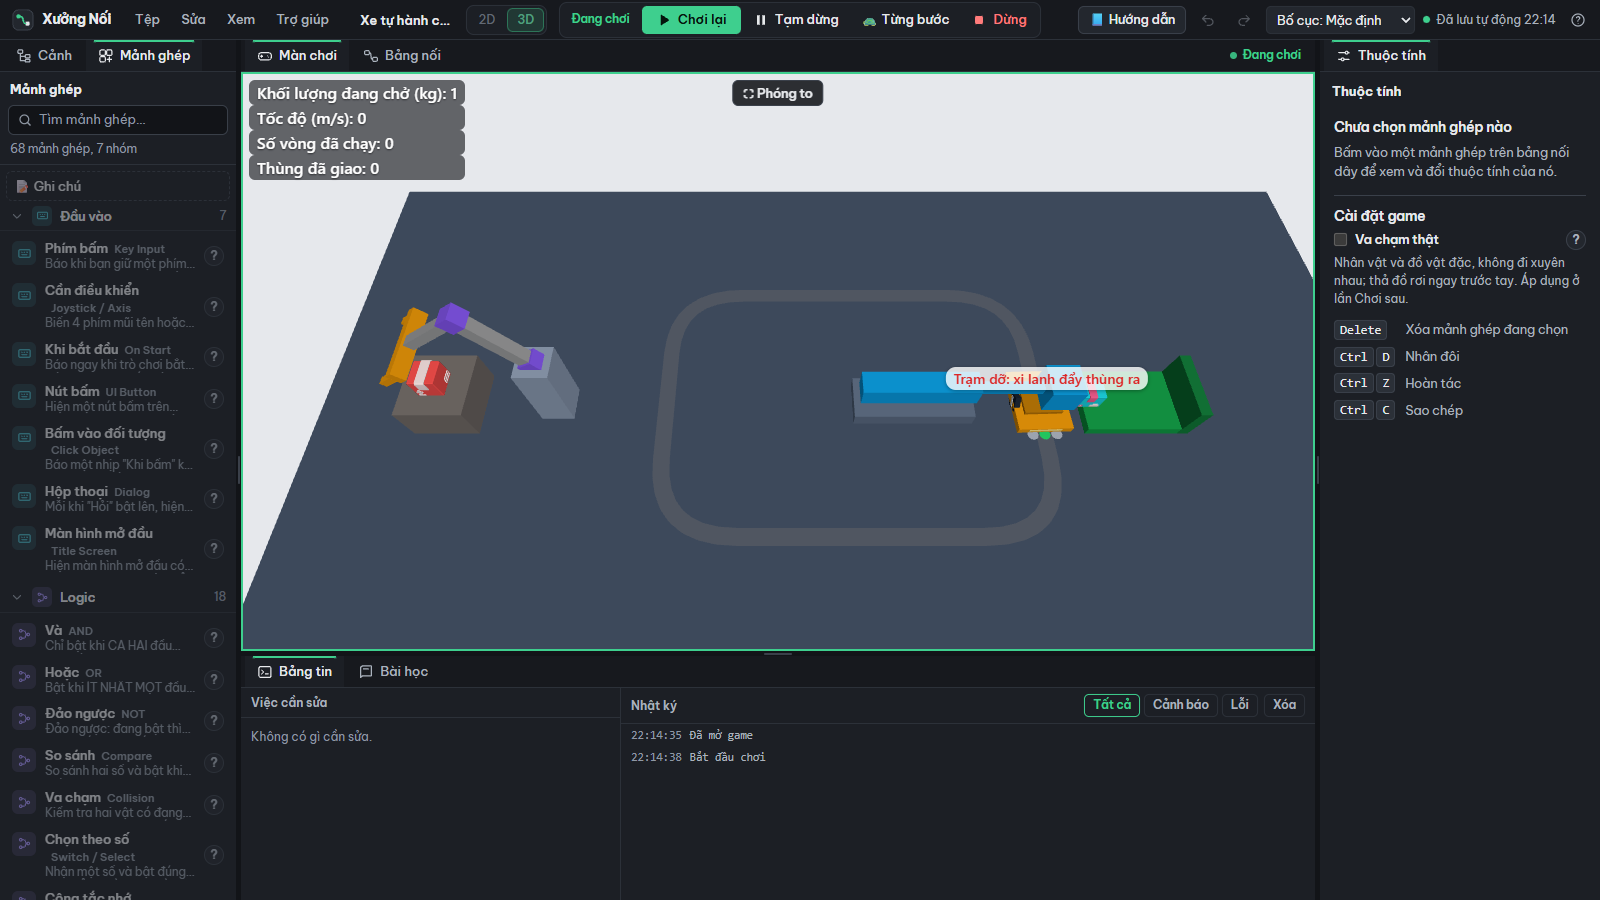 Xưởng Nối
Tệp
Sửa
Xem
Trợ giúp
Xe tự hành c...
2D
3D
Đang chơi
Chơi lại
Tạm dừng
Từng bước
Dừng
Hướng dẫn
Bố cục: Mặc định
Đã lưu tự động 22:14
Cảnh
Mảnh ghép
Màn chơi
Bảng nối
Đang chơi
Thuộc tính
Mảnh ghép
Tìm mảnh ghép...
68 mảnh ghép, 7 nhóm
Ghi chú
Đầu vào 7
Phím bấm Key Input
Báo khi bạn giữ một phím...
Cần điều khiển
Joystick / Axis
Biến 4 phím mũi tên hoặc...
Khi bắt đầu On Start
Báo ngay khi trò chơi bắt...
Nút bấm UI Button
Hiện một nút bấm trên...
Bấm vào đối tượng
Click Object
Báo một nhịp "Khi bấm" k...
Hộp thoại Dialog
Mỗi khi "Hỏi" bật lên, hiện...
Màn hình mở đầu
Title Screen
Hiện màn hình mở đầu có...
Logic 18
Và AND
Chỉ bật khi CẢ HAI đầu...
Hoặc OR
Bật khi ÍT NHẤT MỘT đầu...
Đảo ngược NOT
Đảo ngược: đang bật thì...
So sánh Compare
So sánh hai số và bật khi...
Va chạm Collision
Kiểm tra hai vật có đang...
Chọn theo số
Switch / Select
Nhận một số và bật đúng...
Công tắc nhớ
Khối lượng đang chở (kg): 1
Tốc độ (m/s): 0
Số vòng đã chạy: 0
Thùng đã giao: 0
Phóng to
Trạm dỡ: xi lanh đẩy thùng ra
Bảng tin
Bài học
Việc cần sửa
Không có gì cần sửa.
Nhật ký
Tất cả
Cảnh báo
Lỗi
Xóa
22:14:35 Đã mở game
22:14:38 Bắt đầu chơi
Thuộc tính
Chưa chọn mảnh ghép nào
Bấm vào một mảnh ghép trên bảng nối
dây để xem và đổi thuộc tính của nó.
Cài đặt game
Va chạm thật
?
Nhân vật và đồ vật đặc, không đi xuyên
nhau; thả đồ rơi ngay trước tay. Áp dụng ở
lần Chơi sau.
Delete Xóa mảnh ghép đang chọn
Ctrl D Nhân đôi
Ctrl Z Hoàn tác
Ctrl C Sao chép